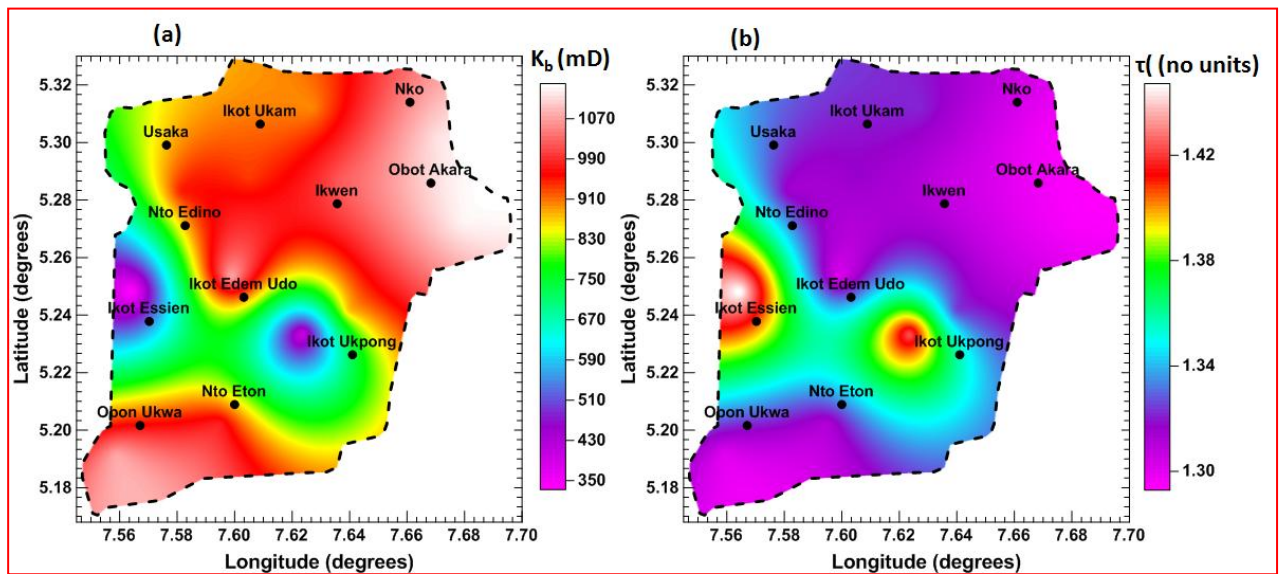 (a)
K_b (mD)
5.32
5.30
5.28
5.26
5.24
5.22
5.20
5.18
Latitude (degrees)
Nko
Ikot Ukam
Usaka
Obot Akara
Ikwen
Nto Edino
Ikot Edem Udo
Ikot Essien
Ikot Ukpong
Nto Eton
Opon Ukwa
7.56 7.58 7.60 7.62 7.64 7.66 7.68 7.70
Longitude (degrees)
1070
990
910
830
750
670
590
510
430
350
(b)
τ( (no units)
5.32
5.30
5.28
5.26
5.24
5.22
5.20
5.18
Latitude (degrees)
Nko
Ikot Ukam
Usaka
Obot Akara
Ikwen
Nto Edino
Ikot Edem Udo
Ikot Essien
Ikot Ukpong
Nto Eton
Opon Ukwa
7.56 7.58 7.60 7.62 7.64 7.66 7.68 7.70
Longitude (degrees)
1.42
1.38
1.34
1.30